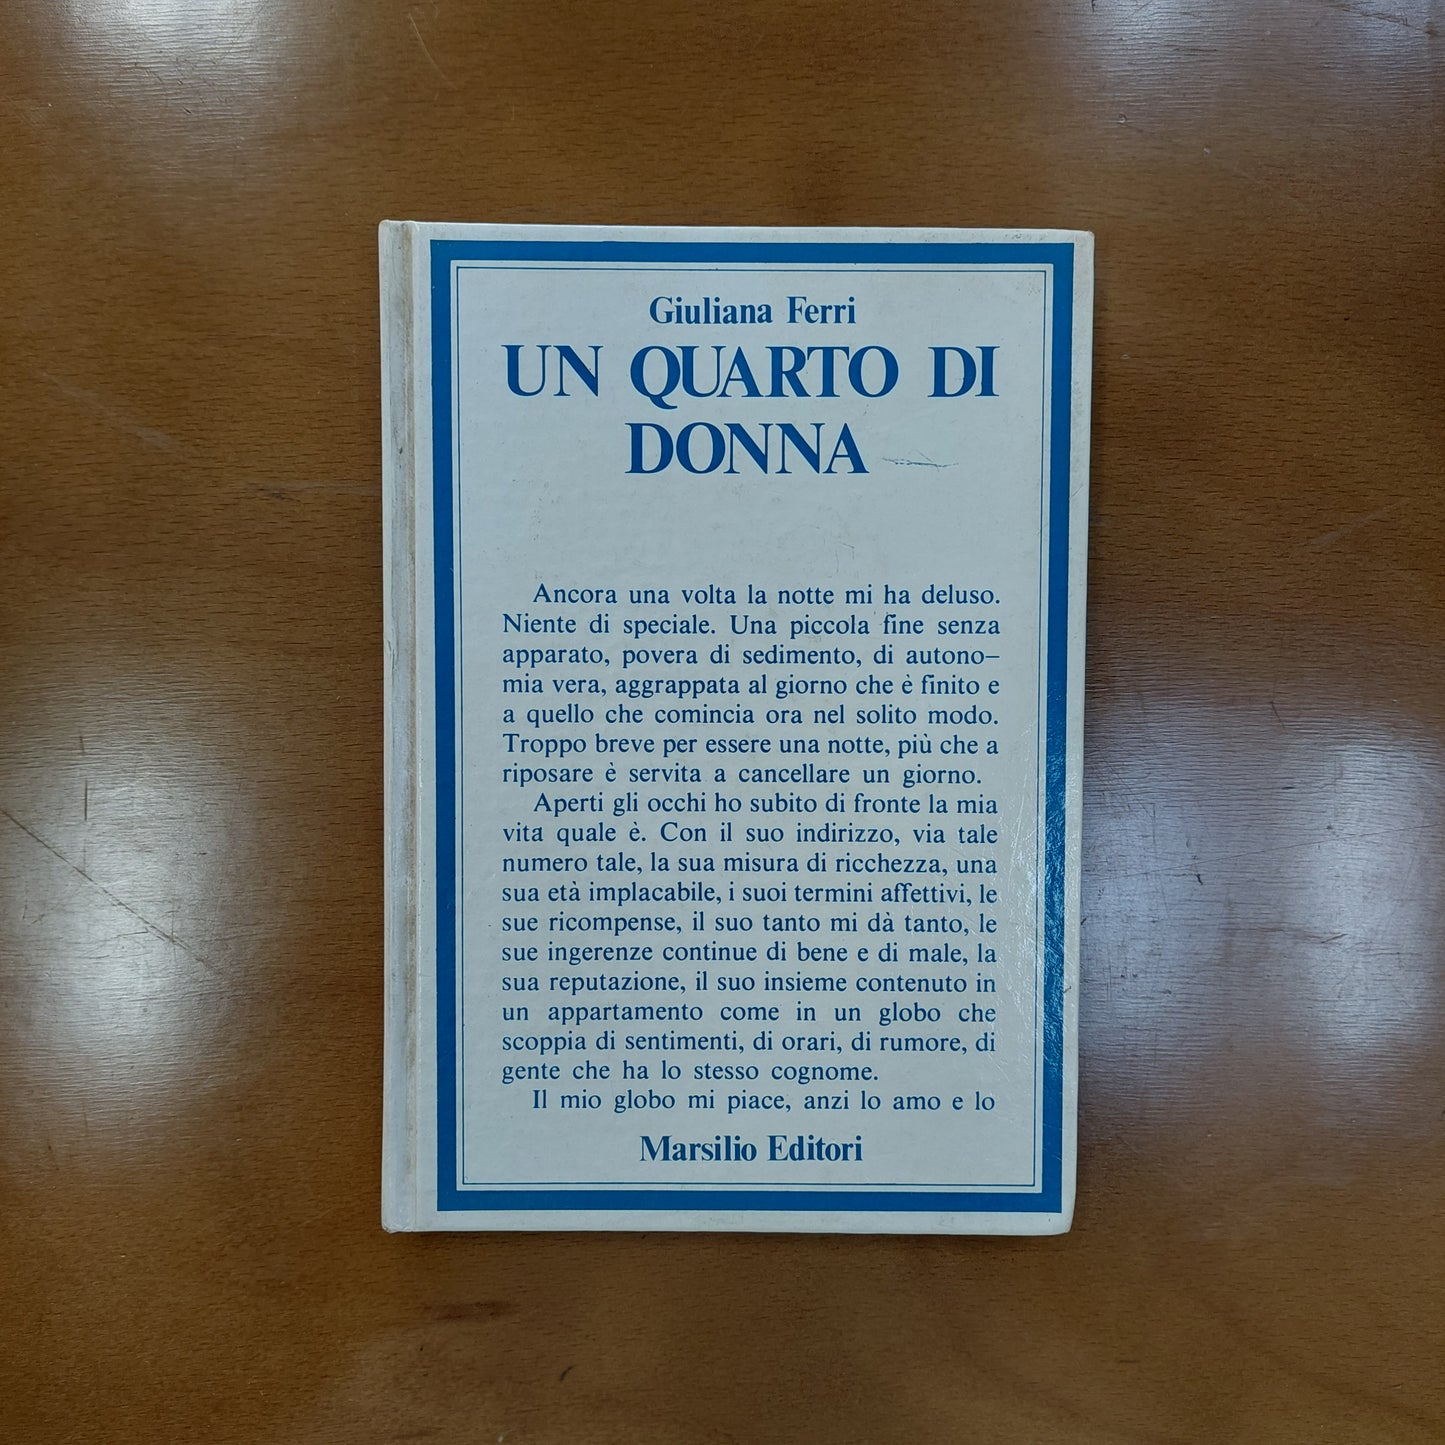 Giuliana Ferri
UN QUARTO DI
DONNA
Ancora una volta la notte mi ha deluso.
Niente di speciale. Una piccola fine senza
apparato, povera di sedimento, di autono–
mia vera, aggrappata al giorno che è finito e
a quello che comincia ora nel solito modo.
Troppo breve per essere una notte, più che a
riposare è servita a cancellare un giorno.
Aperti gli occhi ho subito di fronte la mia
vita quale è. Con il suo indirizzo, via tale
numero tale, la sua misura di ricchezza, una
sua età implacabile, i suoi termini affettivi, le
sue ricompense, il suo tanto mi dà tanto, le
sue ingerenze continue di bene e di male, la
sua reputazione, il suo insieme contenuto in
un appartamento come in un globo che
scoppia di sentimenti, di orari, di rumore, di
gente che ha lo stesso cognome.
Il mio globo mi piace, anzi lo amo e lo
Marsilio Editori